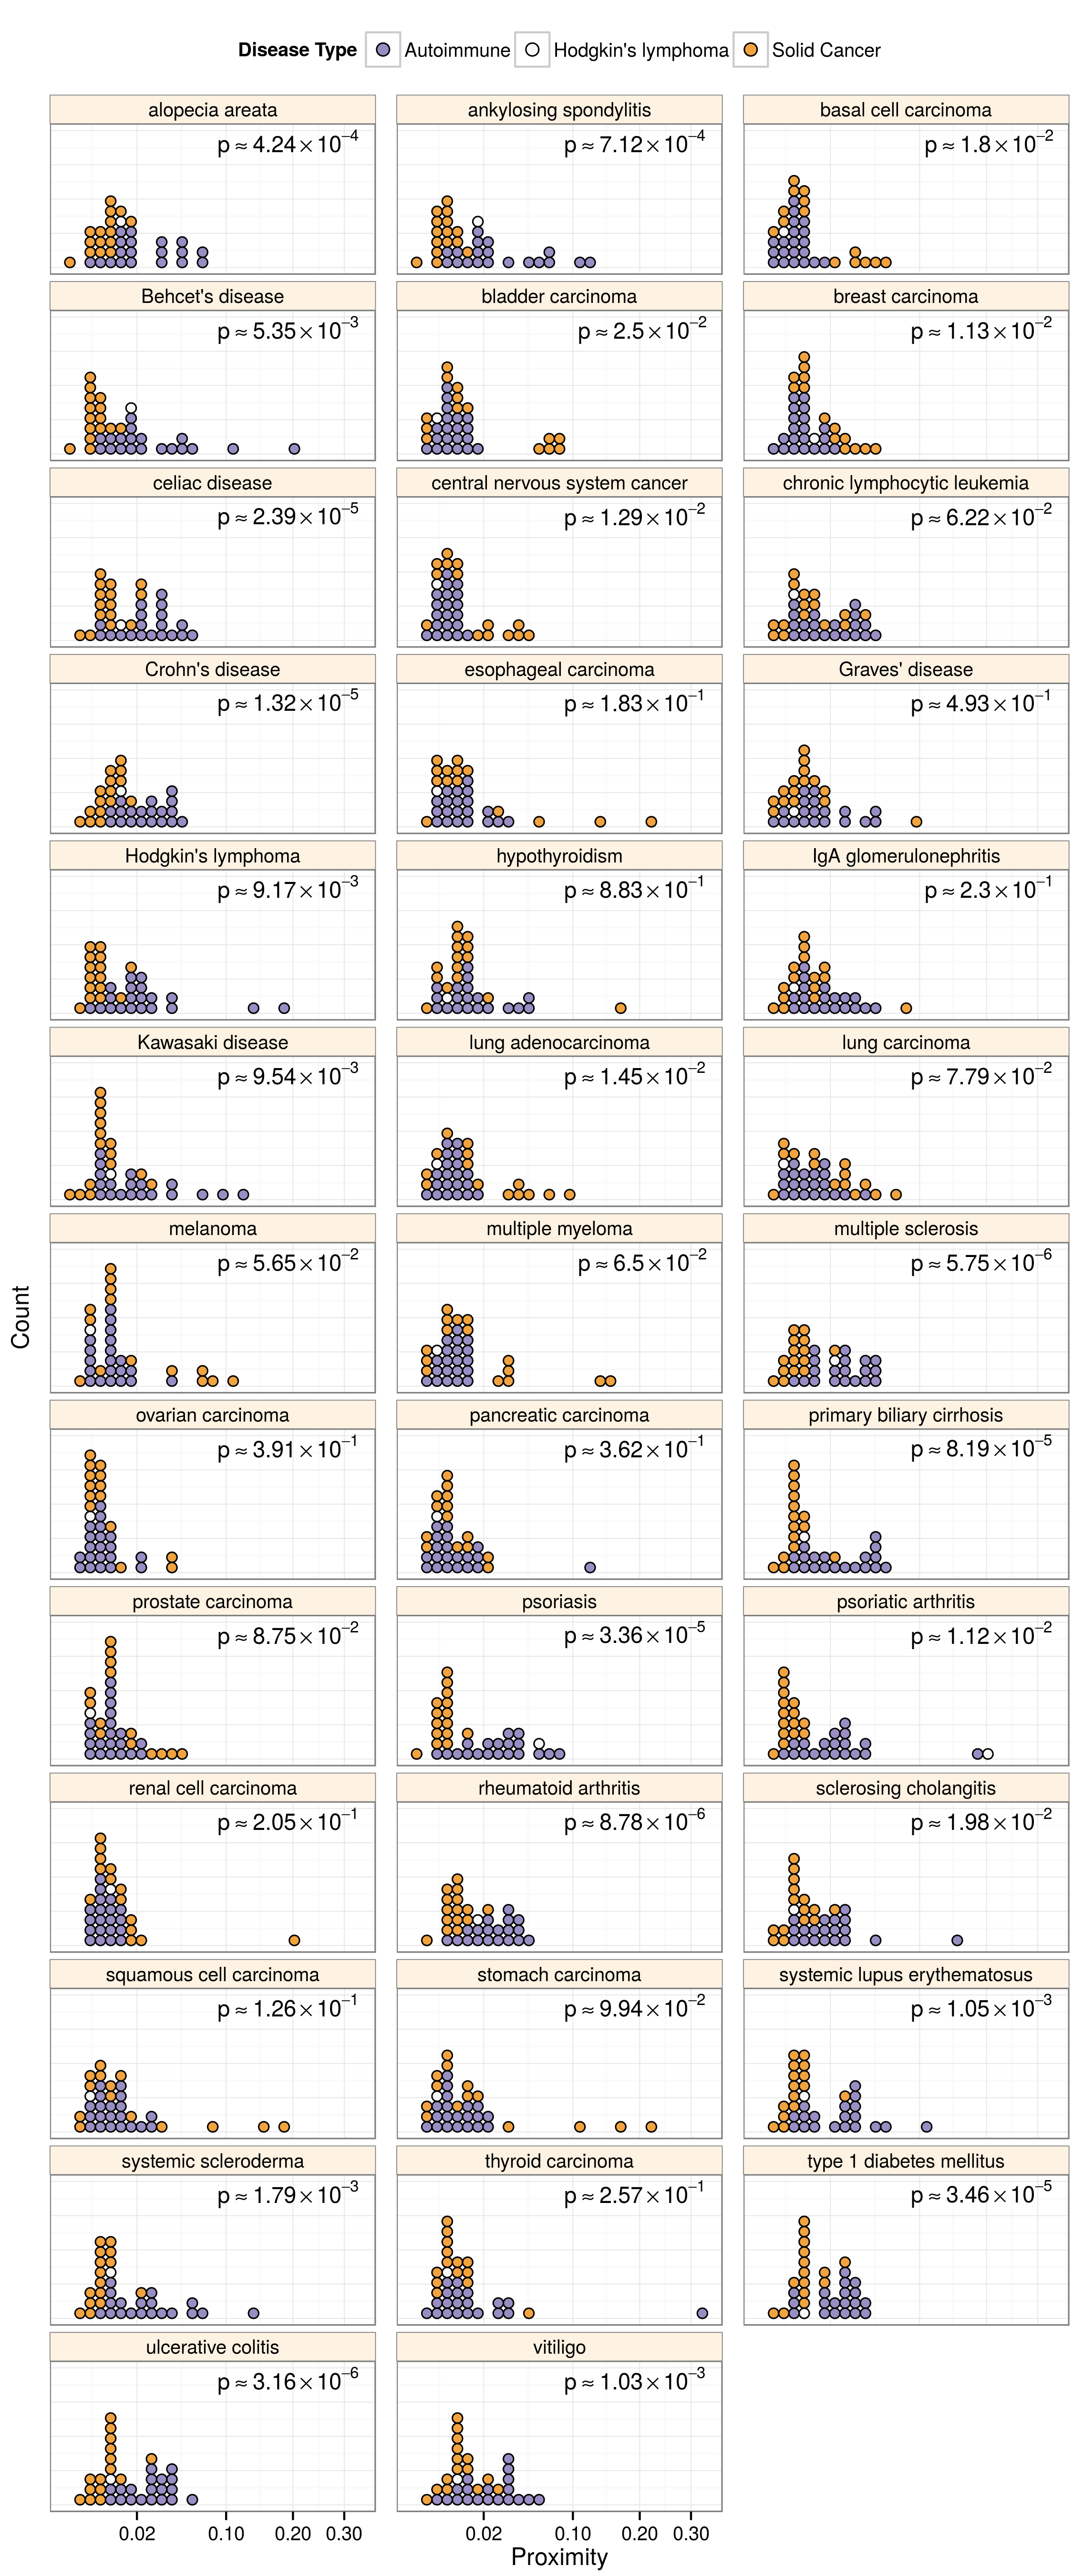 Disease Type Autoimmune Hodgkin's lymphoma Solid Cancer
alopecia areata ankylosing spondylitis basal cell carcinoma
p ≈ 4.24 × 10⁻⁴ p ≈ 7.12 × 10⁻⁴ p ≈ 1.8 × 10⁻²
Behcet's disease bladder carcinoma breast carcinoma
p ≈ 5.35 × 10⁻³ p ≈ 2.5 × 10⁻² p ≈ 1.13 × 10⁻²
celiac disease central nervous system cancer chronic lymphocytic leukemia
p ≈ 2.39 × 10⁻⁵ p ≈ 1.29 × 10⁻² p ≈ 6.22 × 10⁻²
Crohn's disease esophageal carcinoma Graves' disease
p ≈ 1.32 × 10⁻⁵ p ≈ 1.83 × 10⁻¹ p ≈ 4.93 × 10⁻¹
Hodgkin's lymphoma hypothyroidism IgA glomerulonephritis
p ≈ 9.17 × 10⁻³ p ≈ 8.83 × 10⁻¹ p ≈ 2.3 × 10⁻¹
Kawasaki disease lung adenocarcinoma lung carcinoma
p ≈ 9.54 × 10⁻³ p ≈ 1.45 × 10⁻² p ≈ 7.79 × 10⁻²
melanoma multiple myeloma multiple sclerosis
p ≈ 5.65 × 10⁻² p ≈ 6.5 × 10⁻² p ≈ 5.75 × 10⁻⁶
Count
ovarian carcinoma pancreatic carcinoma primary biliary cirrhosis
p ≈ 3.91 × 10⁻¹ p ≈ 3.62 × 10⁻¹ p ≈ 8.19 × 10⁻⁵
prostate carcinoma psoriasis psoriatic arthritis
p ≈ 8.75 × 10⁻² p ≈ 3.36 × 10⁻⁵ p ≈ 1.12 × 10⁻²
renal cell carcinoma rheumatoid arthritis sclerosing cholangitis
p ≈ 2.05 × 10⁻¹ p ≈ 8.78 × 10⁻⁶ p ≈ 1.98 × 10⁻²
squamous cell carcinoma stomach carcinoma systemic lupus erythematosus
p ≈ 1.26 × 10⁻¹ p ≈ 9.94 × 10⁻² p ≈ 1.05 × 10⁻³
systemic scleroderma thyroid carcinoma type 1 diabetes mellitus
p ≈ 1.79 × 10⁻³ p ≈ 2.57 × 10⁻¹ p ≈ 3.46 × 10⁻⁵
ulcerative colitis vitiligo
p ≈ 3.16 × 10⁻⁶ p ≈ 1.03 × 10⁻³
0.02 0.10 0.20 0.30 0.02 0.10 0.20 0.30
Proximity